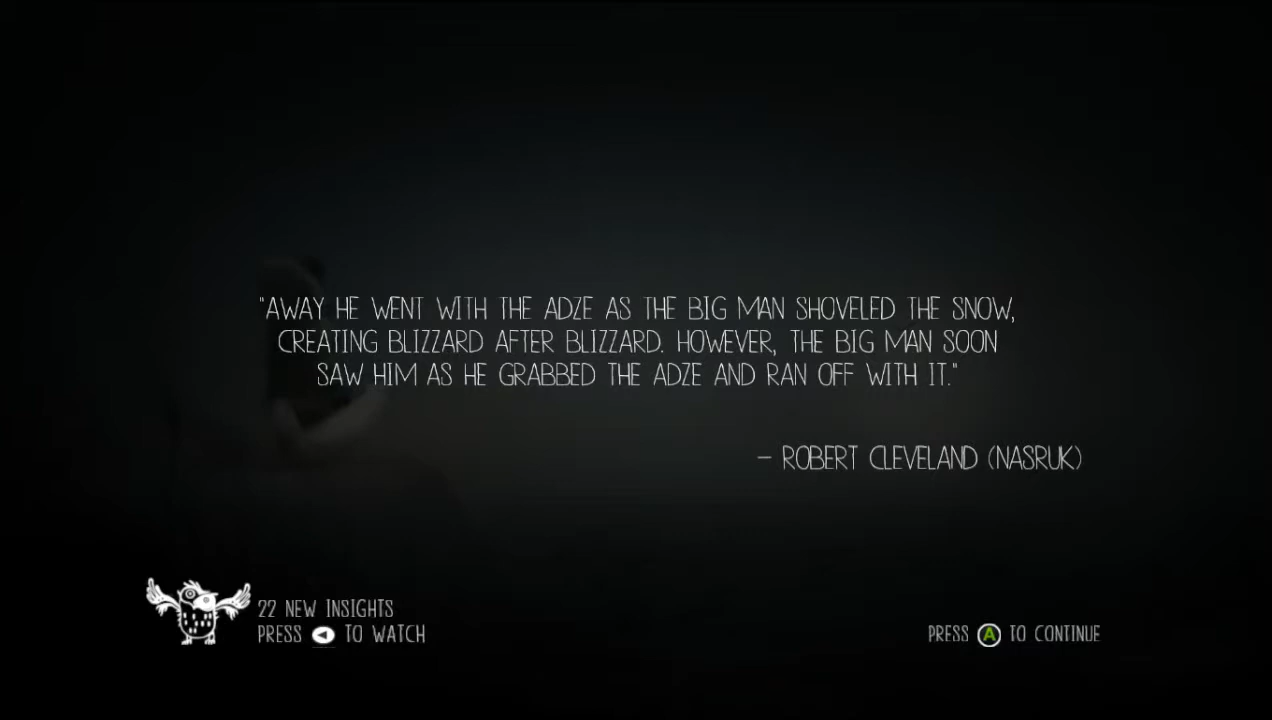 "AWAY HE WENT WITH THE ADZE AS THE BIG MAN SHOVELED THE SNOW,
CREATING BLIZZARD AFTER BLIZZARD. HOWEVER, THE BIG MAN SOON
SAW HIM AS HE GRABBED THE ADZE AND RAN OFF WITH IT."
– ROBERT CLEVELAND (NASRUK)
22 NEW INSIGHTS
PRESS ◄ TO WATCH
PRESS A TO CONTINUE